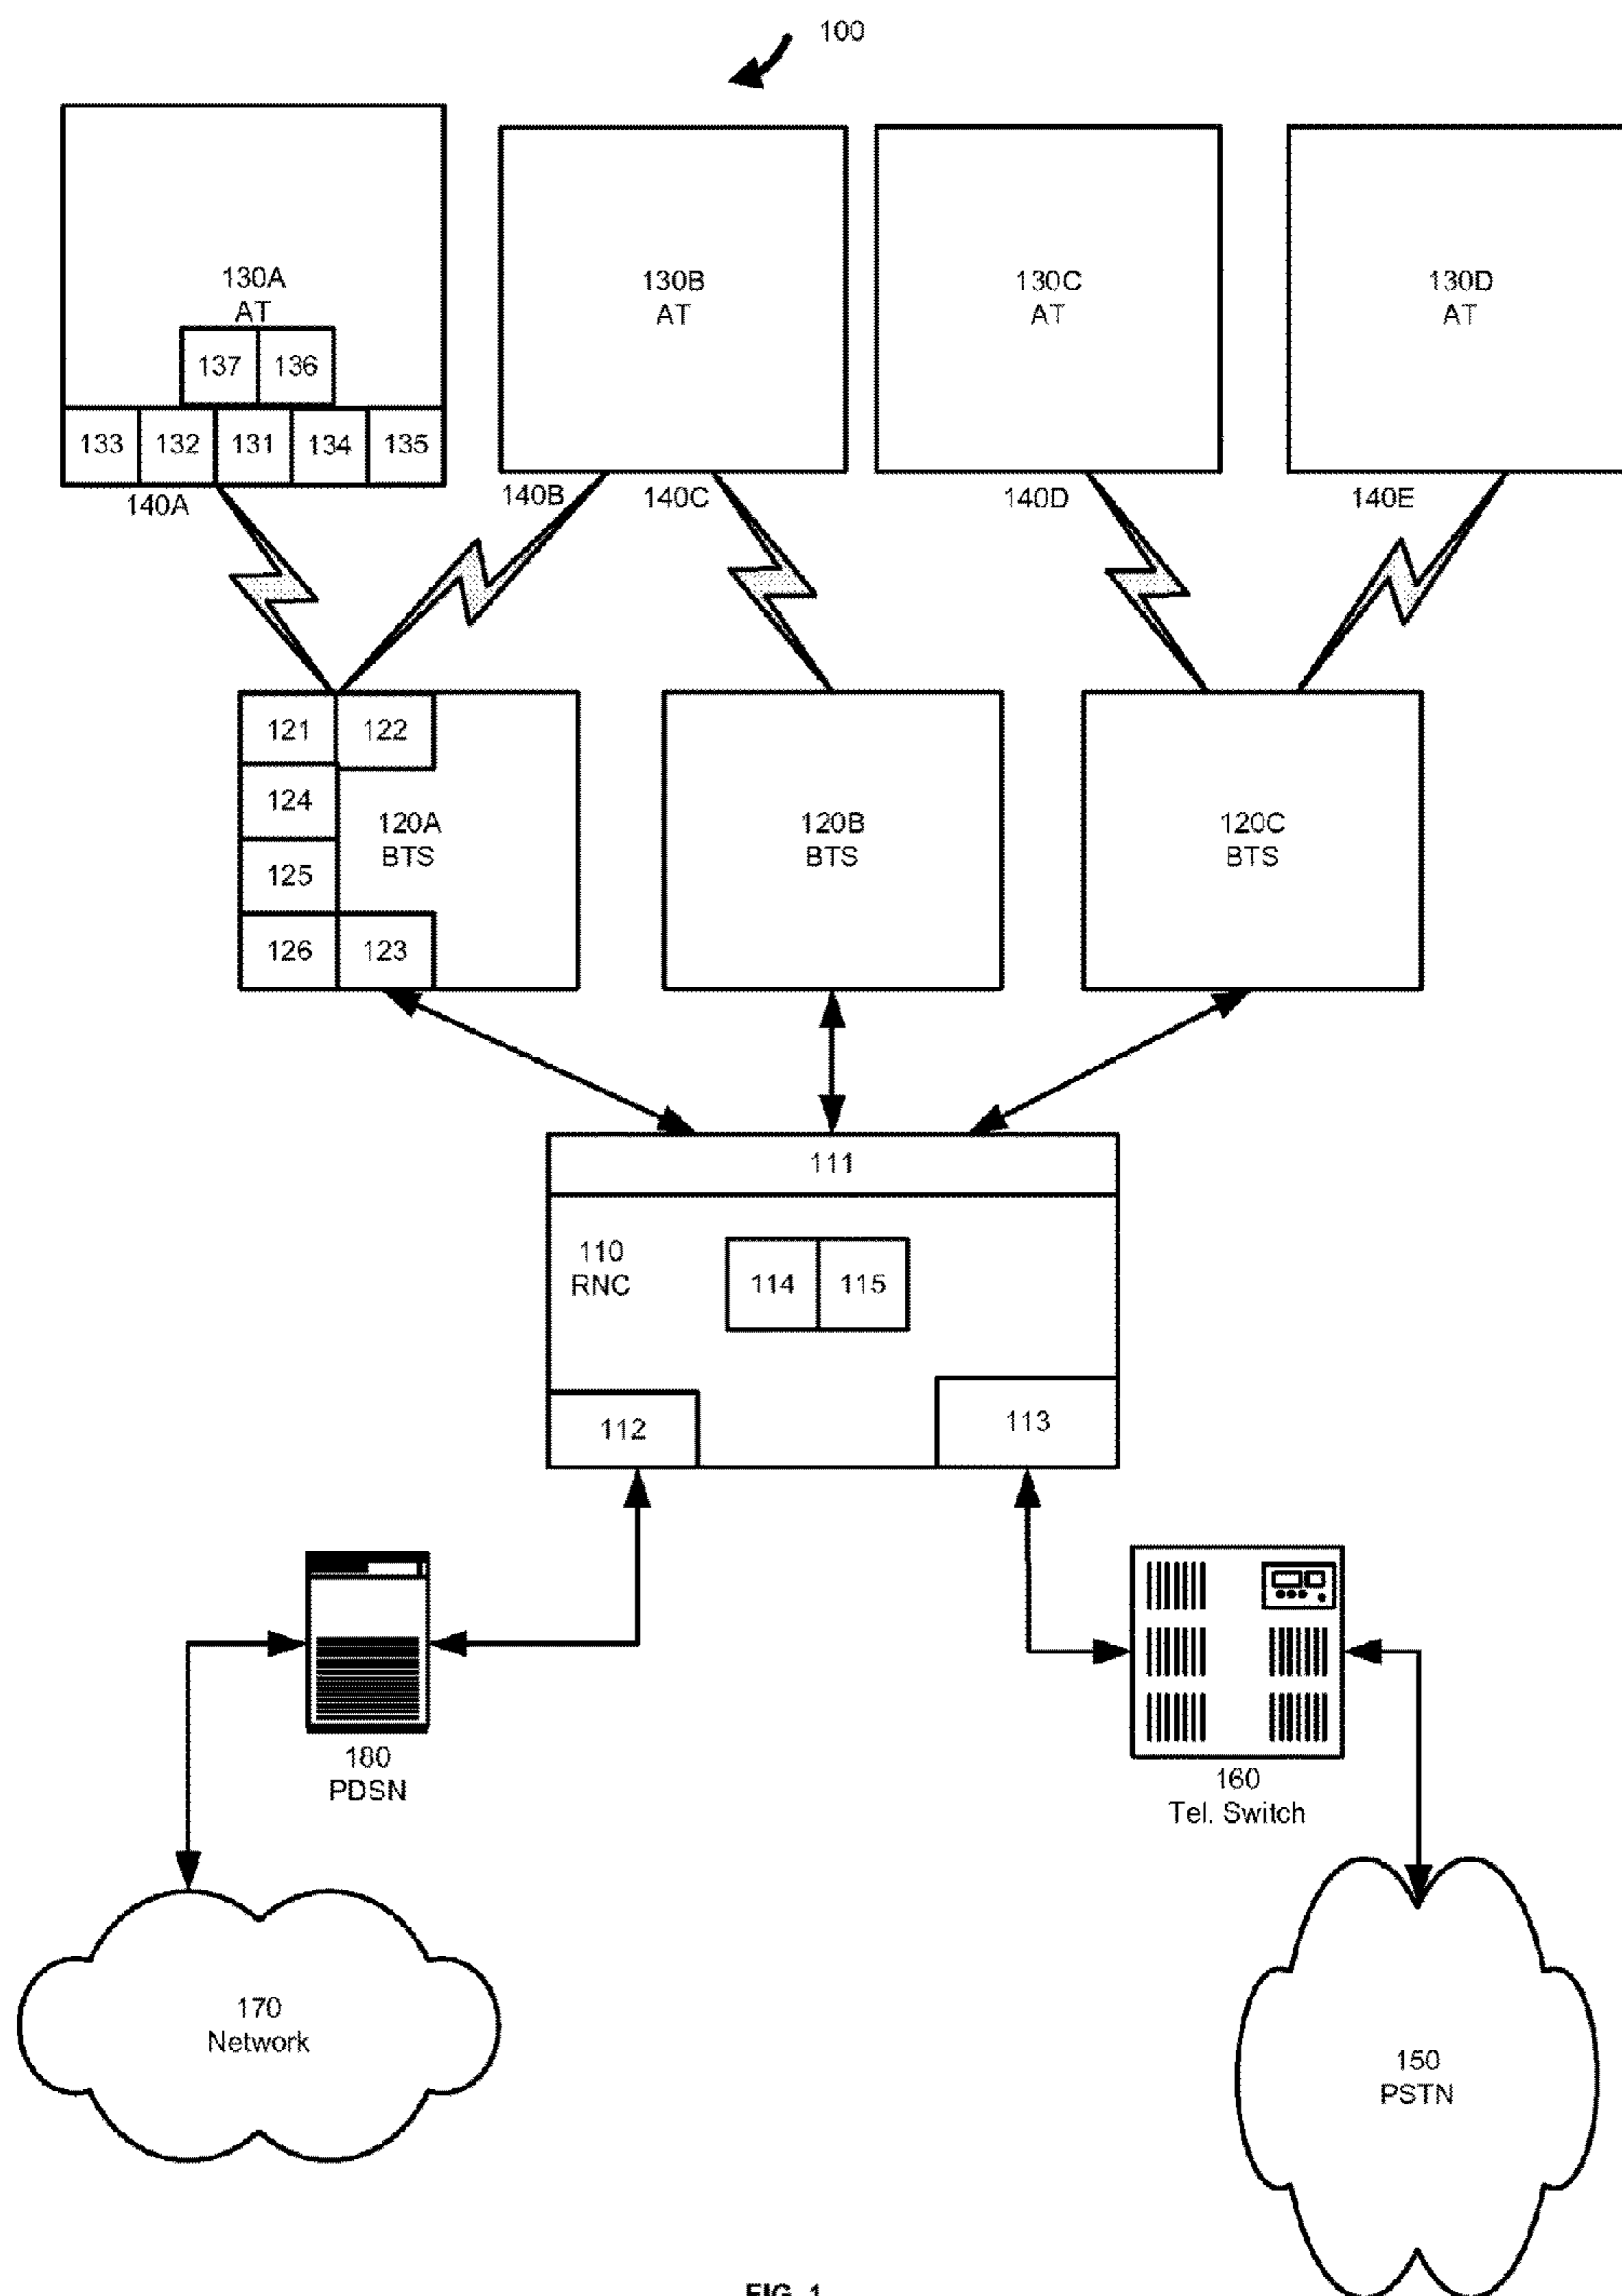 100
130A
AT
137 136
133 132 131 134 135
130B
AT
130C
AT
130D
AT
140A
140B
140C
140D
140E
121 122
124
125
126 123
120A
BTS
120B
BTS
120C
BTS
111
110
RNC
114 115
112
113
180
PDSN
160
Tel. Switch
170
Network
150
PSTN
FIG. 1